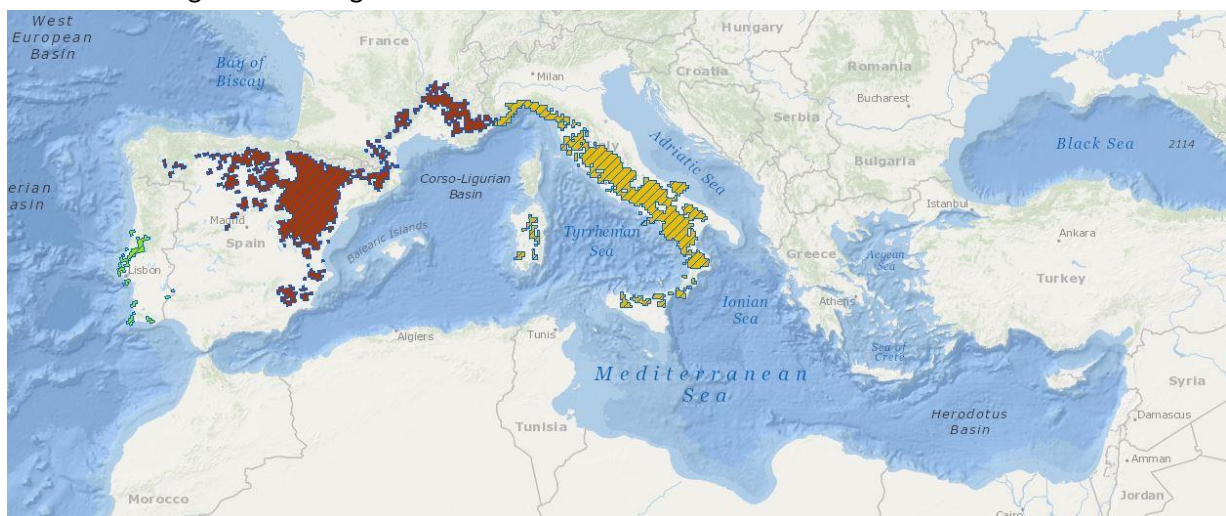 West
European
Basin
France
Bay of
Biscay
Milan
Croatia
Hungary
Romania
Bucharest
Serbia
Black Sea
2114
Bulgaria
Istanbul
Adriatic Sea
Italy
Corso-Ligurian
Basin
erian
asin
Madrid
Spain
Balearic Islands
Lisbon
Tyrrhenian
Sea
Greece
Aegean
Sea
Ankara
Turkey
Athens
Ionian
Sea
Sea of
Crete
Algiers
Tunis
Mediterranean
Sea
Tunisia
Herodotus
Basin
Syria
Damascus
Amman
Jordan
Cairo
Morocco